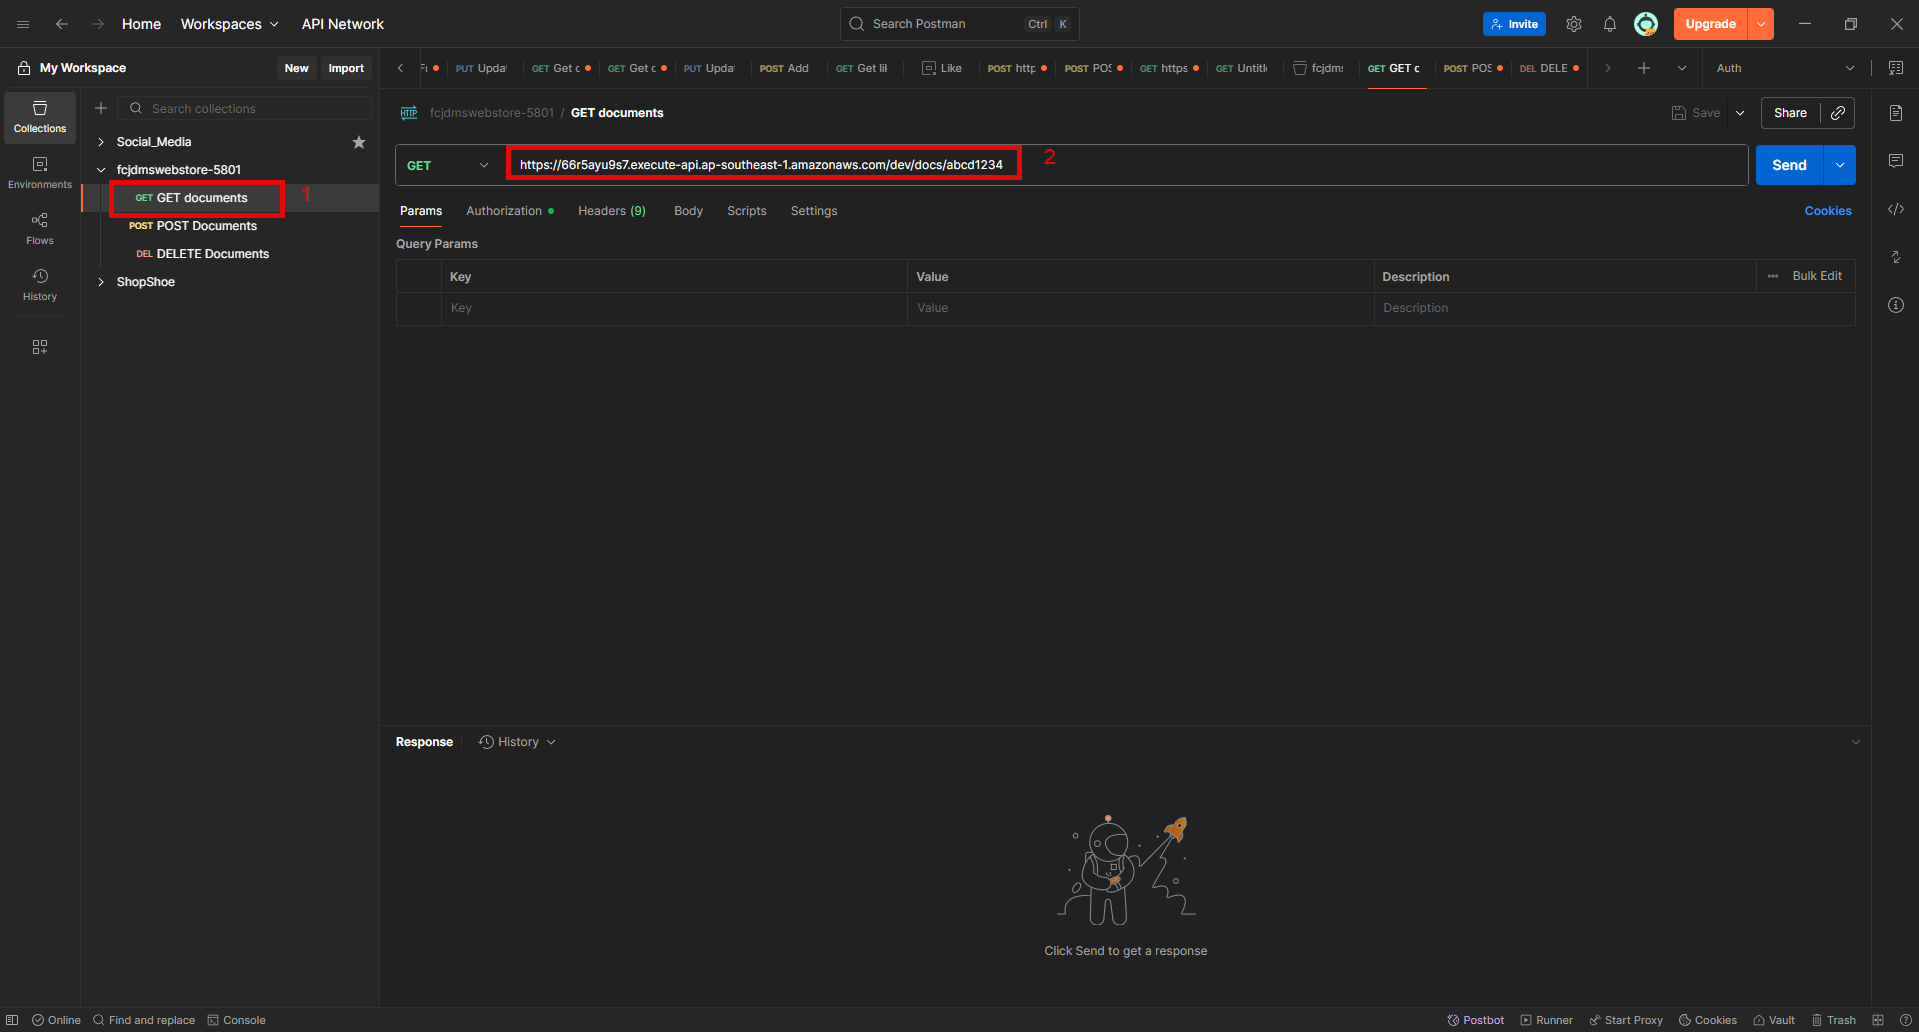 Home
Workspaces
API Network
Search Postman
Ctrl
K
Invite
Upgrade
My Workspace
New
Import
PUT Updat
GET Get c
GET Get c
PUT Updat
POST Add
GET Get lik
Like
POST http
POST POS
GET https
GET Untitle
fcjdms
GET GET c
POST POS
DEL DELE
Auth
Search collections
Collections
Environments
Flows
History
Social_Media
fcjdmswebstore-5801
GET GET documents
1
POST POST Documents
DEL DELETE Documents
ShopShoe
HTTP
fcjdmswebstore-5801 / GET documents
Save
Share
GET
https://66r5ayu9s7.execute-api.ap-southeast-1.amazonaws.com/dev/docs/abcd1234
2
Send
Params
Authorization
Headers (9)
Body
Scripts
Settings
Cookies
Query Params
Key
Value
Description
Bulk Edit
Key
Value
Description
Response
History
Click Send to get a response
Online
Find and replace
Console
Postbot
Runner
Start Proxy
Cookies
Vault
Trash